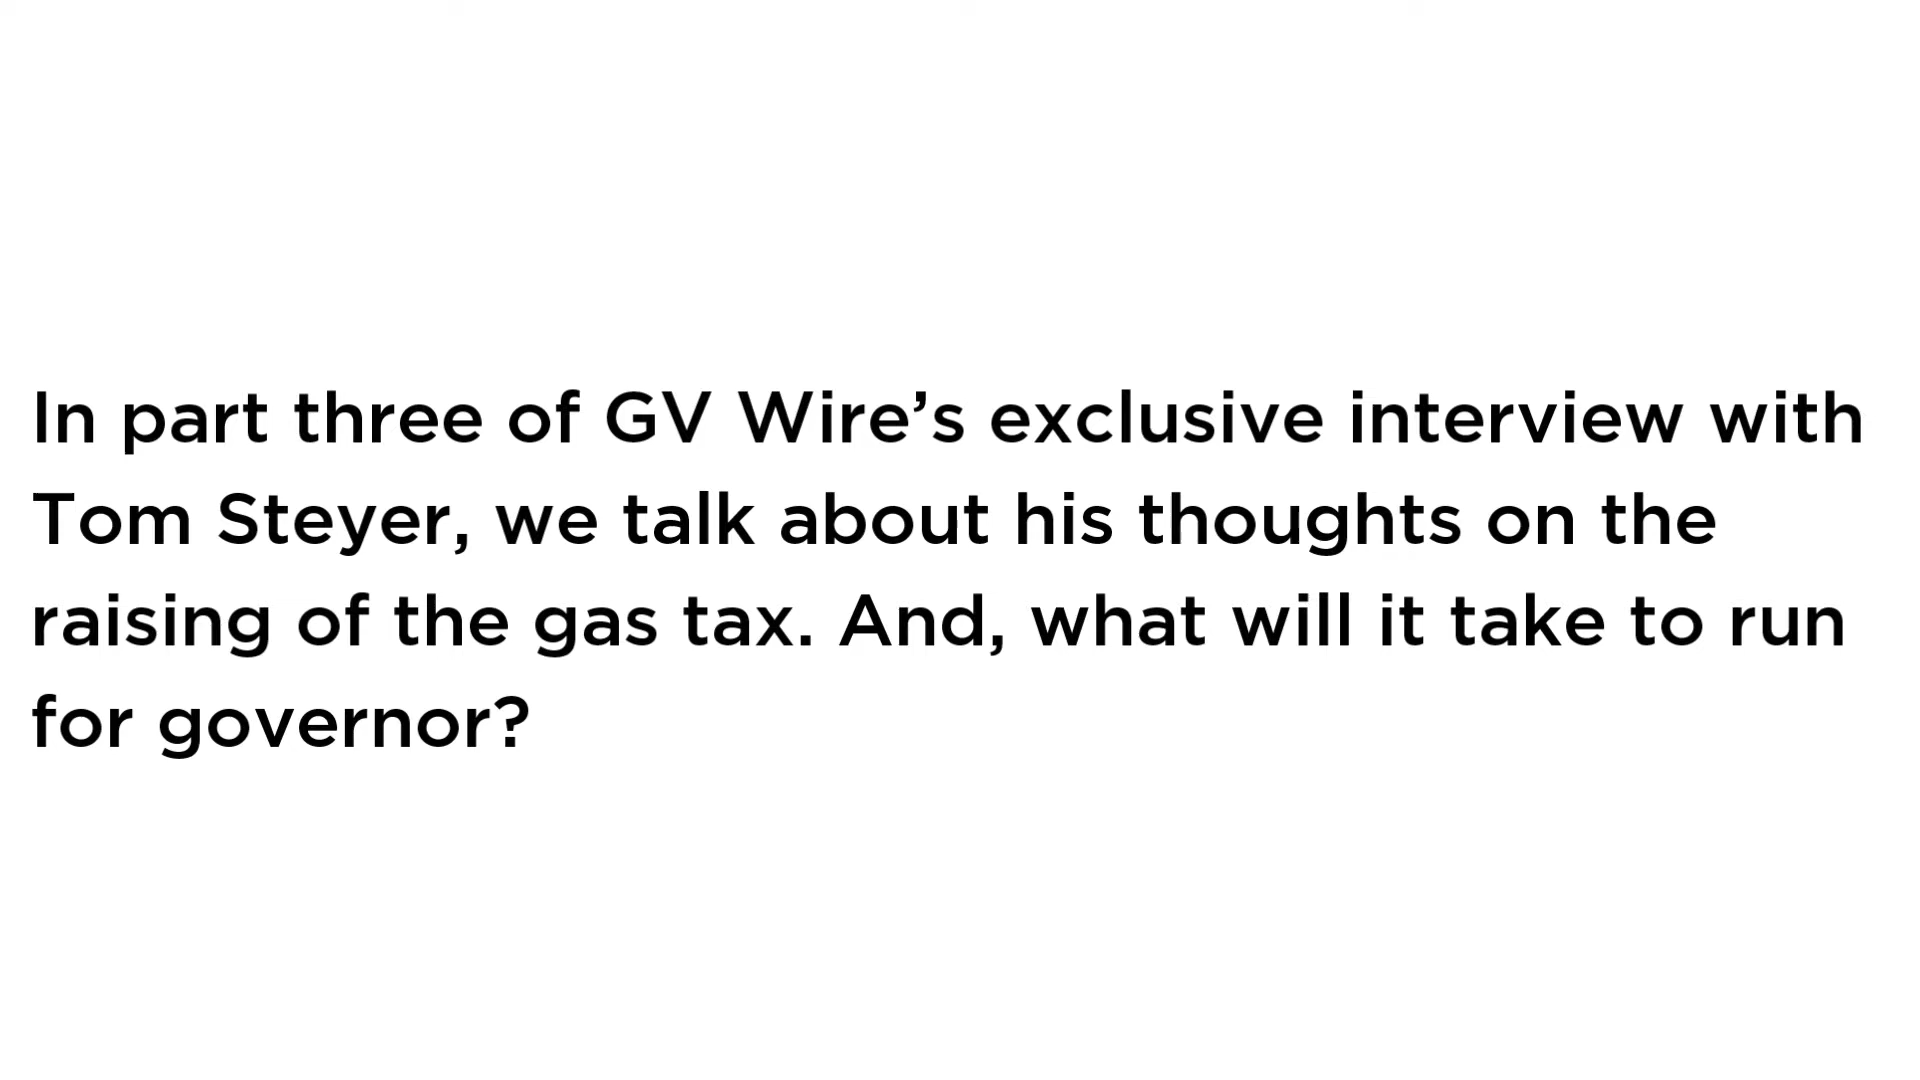 In part three of GV Wire’s exclusive interview with
Tom Steyer, we talk about his thoughts on the
raising of the gas tax. And, what will it take to run
for governor?